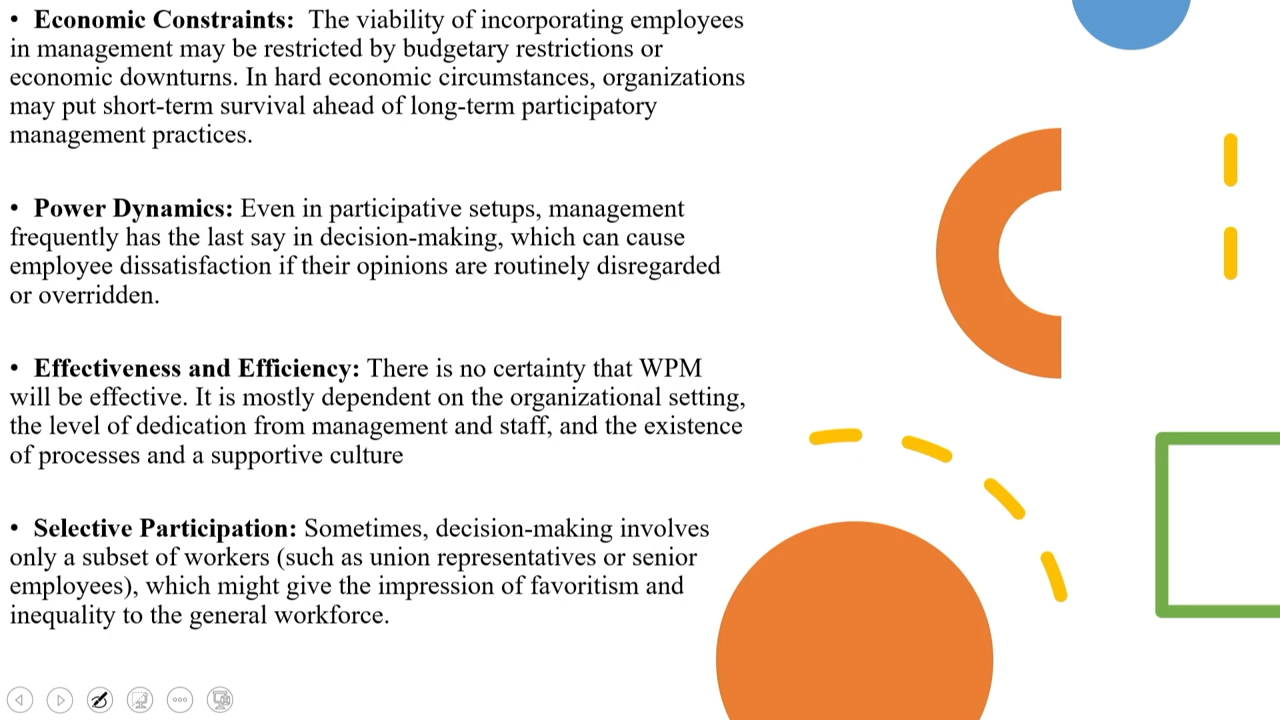 • Economic Constraints: The viability of incorporating employees
in management may be restricted by budgetary restrictions or
economic downturns. In hard economic circumstances, organizations
may put short-term survival ahead of long-term participatory
management practices.
• Power Dynamics: Even in participative setups, management
frequently has the last say in decision-making, which can cause
employee dissatisfaction if their opinions are routinely disregarded
or overridden.
• Effectiveness and Efficiency: There is no certainty that WPM
will be effective. It is mostly dependent on the organizational setting,
the level of dedication from management and staff, and the existence
of processes and a supportive culture
• Selective Participation: Sometimes, decision-making involves
only a subset of workers (such as union representatives or senior
employees), which might give the impression of favoritism and
inequality to the general workforce.